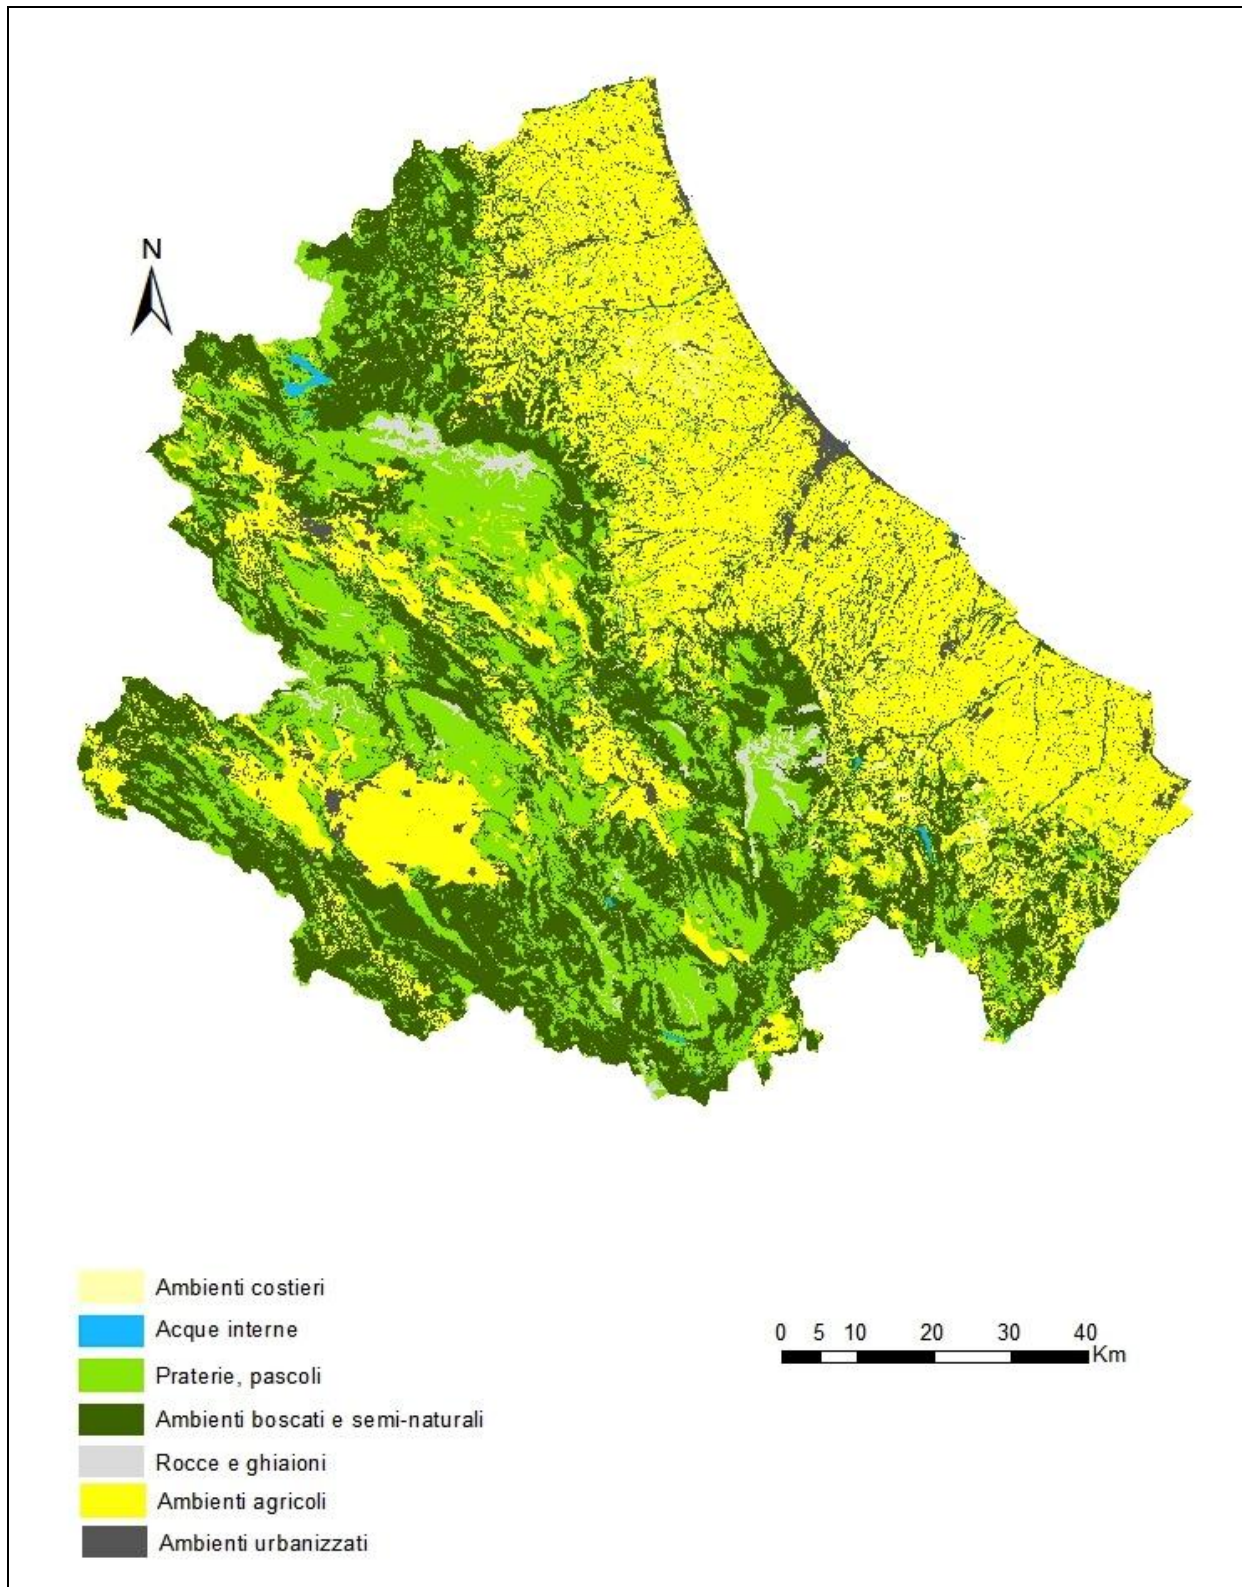 N
Ambienti costieri
Acque interne
Praterie, pascoli
Ambienti boscati e semi-naturali
Rocce e ghiaioni
Ambienti agricoli
Ambienti urbanizzati
0 5 10 20 30 40
Km